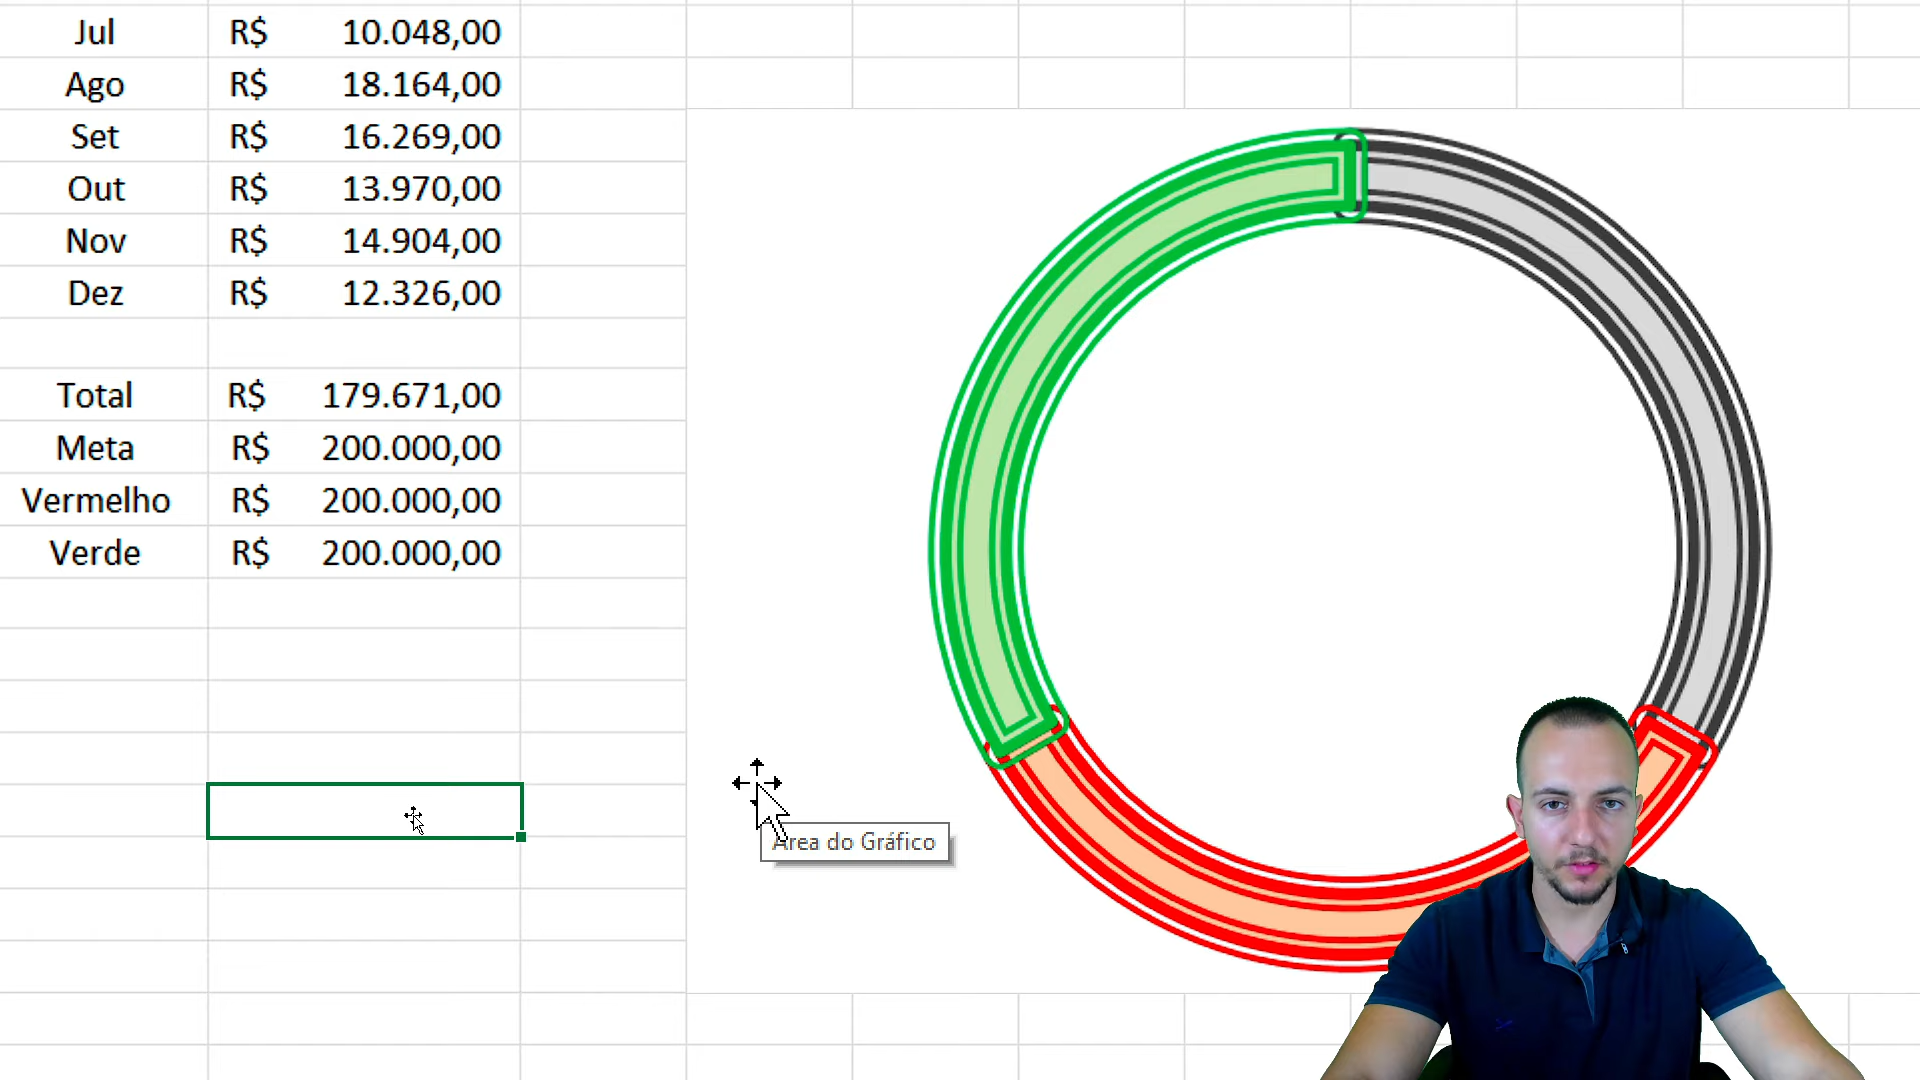 Jul R$ 10.048,00
Ago R$ 18.164,00
Set R$ 16.269,00
Out R$ 13.970,00
Nov R$ 14.904,00
Dez R$ 12.326,00
Total R$ 179.671,00
Meta R$ 200.000,00
Vermelho R$ 200.000,00
Verde R$ 200.000,00
Área do Gráfico